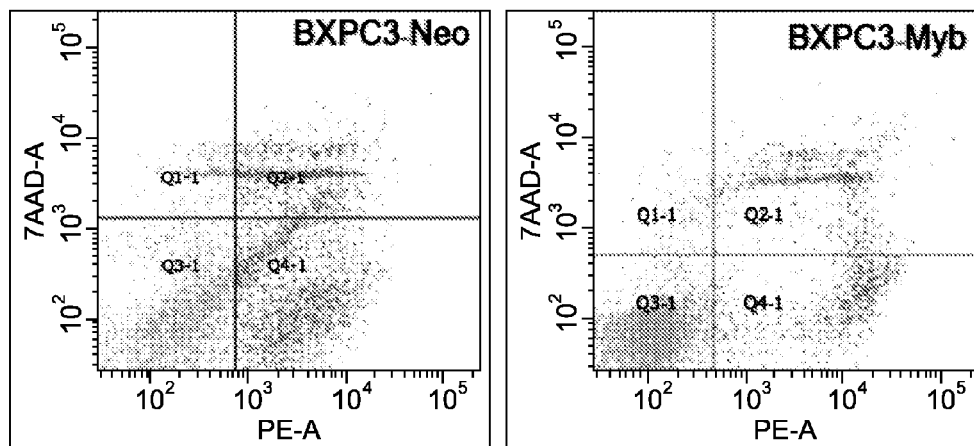 BXPC3 Neo
10^5
10^4
10^3
10^2
7AAD-A
Q1-1 Q2-1
Q3-1 Q4-1
10^2 10^3 10^4 10^5
PE-A
BXPC3 Myb
10^5
10^4
10^3
10^2
7AAD-A
Q1-1 Q2-1
Q3-1 Q4-1
10^2 10^3 10^4 10^5
PE-A